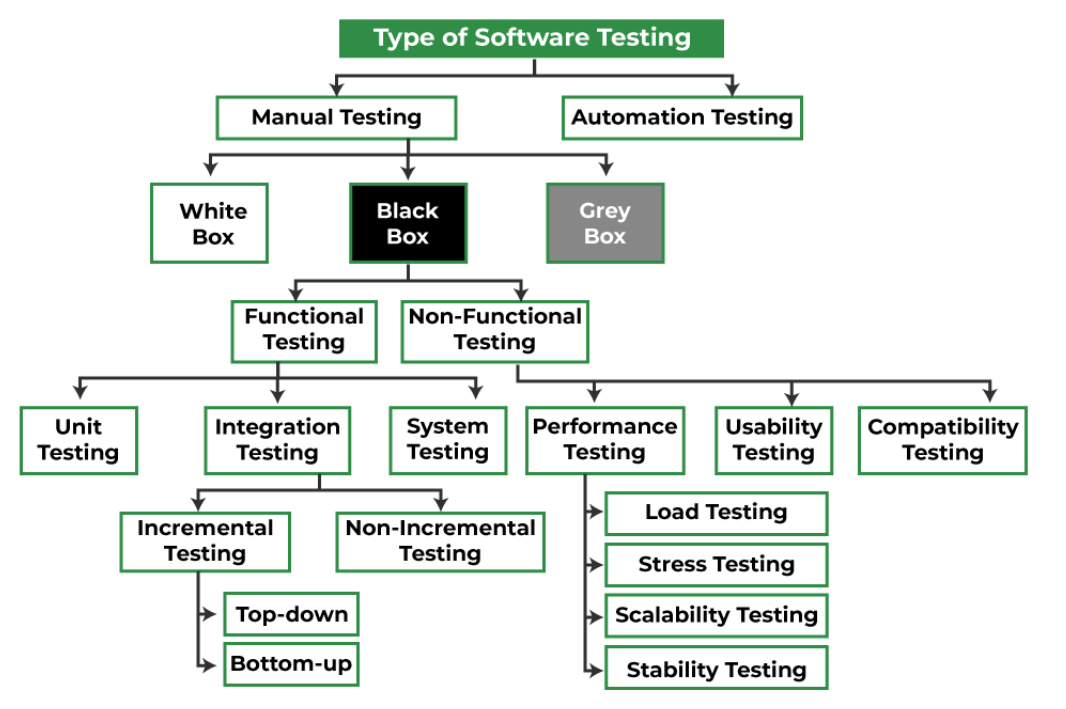 Type of Software Testing
Manual Testing
Automation Testing
White
Box
Black
Box
Grey
Box
Functional
Testing
Non-Functional
Testing
Unit
Testing
Integration
Testing
System
Testing
Performance
Testing
Usability
Testing
Compatibility
Testing
Incremental
Testing
Non-Incremental
Testing
Top-down
Bottom-up
Load Testing
Stress Testing
Scalability Testing
Stability Testing